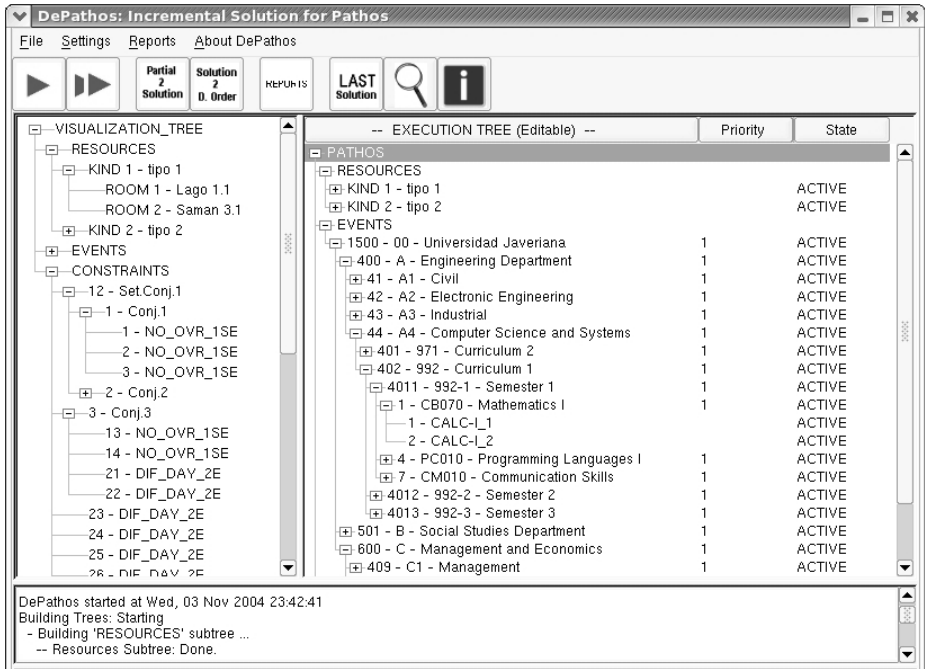 DePathos: Incremental Solution for Pathos
File Settings Reports About DePathos
Partial 2 Solution
Solution 2 D. Order
REPORTS
LAST Solution
i
VISUALIZATION_TREE
RESOURCES
KIND 1 - tipo 1
ROOM 1 - Lago 1.1
ROOM 2 - Saman 3.1
KIND 2 - tipo 2
EVENTS
CONSTRAINTS
12 - Set.Conj.1
1 - Conj.1
1 - NO_OVR_1SE
2 - NO_OVR_1SE
3 - NO_OVR_1SE
2 - Conj.2
3 - Conj.3
13 - NO_OVR_1SE
14 - NO_OVR_1SE
21 - DIF_DAY_2E
22 - DIF_DAY_2E
23 - DIF_DAY_2E
24 - DIF_DAY_2E
25 - DIF_DAY_2E
26 - DIF_DAY_2E
-- EXECUTION TREE (Editable) -- Priority State
PATHOS
RESOURCES
KIND 1 - tipo 1 ACTIVE
KIND 2 - tipo 2 ACTIVE
EVENTS
1500 - 00 - Universidad Javeriana 1 ACTIVE
400 - A - Engineering Department 1 ACTIVE
41 - A1 - Civil 1 ACTIVE
42 - A2 - Electronic Engineering 1 ACTIVE
43 - A3 - Industrial 1 ACTIVE
44 - A4 - Computer Science and Systems 1 ACTIVE
401 - 971 - Curriculum 2 1 ACTIVE
402 - 992 - Curriculum 1 1 ACTIVE
4011 - 992-1 - Semester 1 1 ACTIVE
1 - CB070 - Mathematics I 1 ACTIVE
1 - CALC-I_1 ACTIVE
2 - CALC-I_2 ACTIVE
4 - PC010 - Programming Languages I 1 ACTIVE
7 - CM010 - Communication Skills 1 ACTIVE
4012 - 992-2 - Semester 2 1 ACTIVE
4013 - 992-3 - Semester 3 1 ACTIVE
501 - B - Social Studies Department 1 ACTIVE
600 - C - Management and Economics 1 ACTIVE
409 - C1 - Management 1 ACTIVE
DePathos started at Wed, 03 Nov 2004 23:42:41
Building Trees: Starting
- Building 'RESOURCES' subtree ...
-- Resources Subtree: Done.